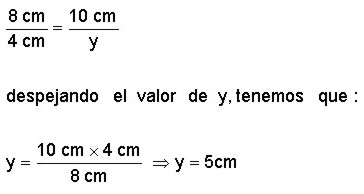 8 cm / 4 cm = 10 cm / y
despejando el valor de y, tenemos que :
y = 10 cm × 4 cm / 8 cm ⇒ y = 5cm